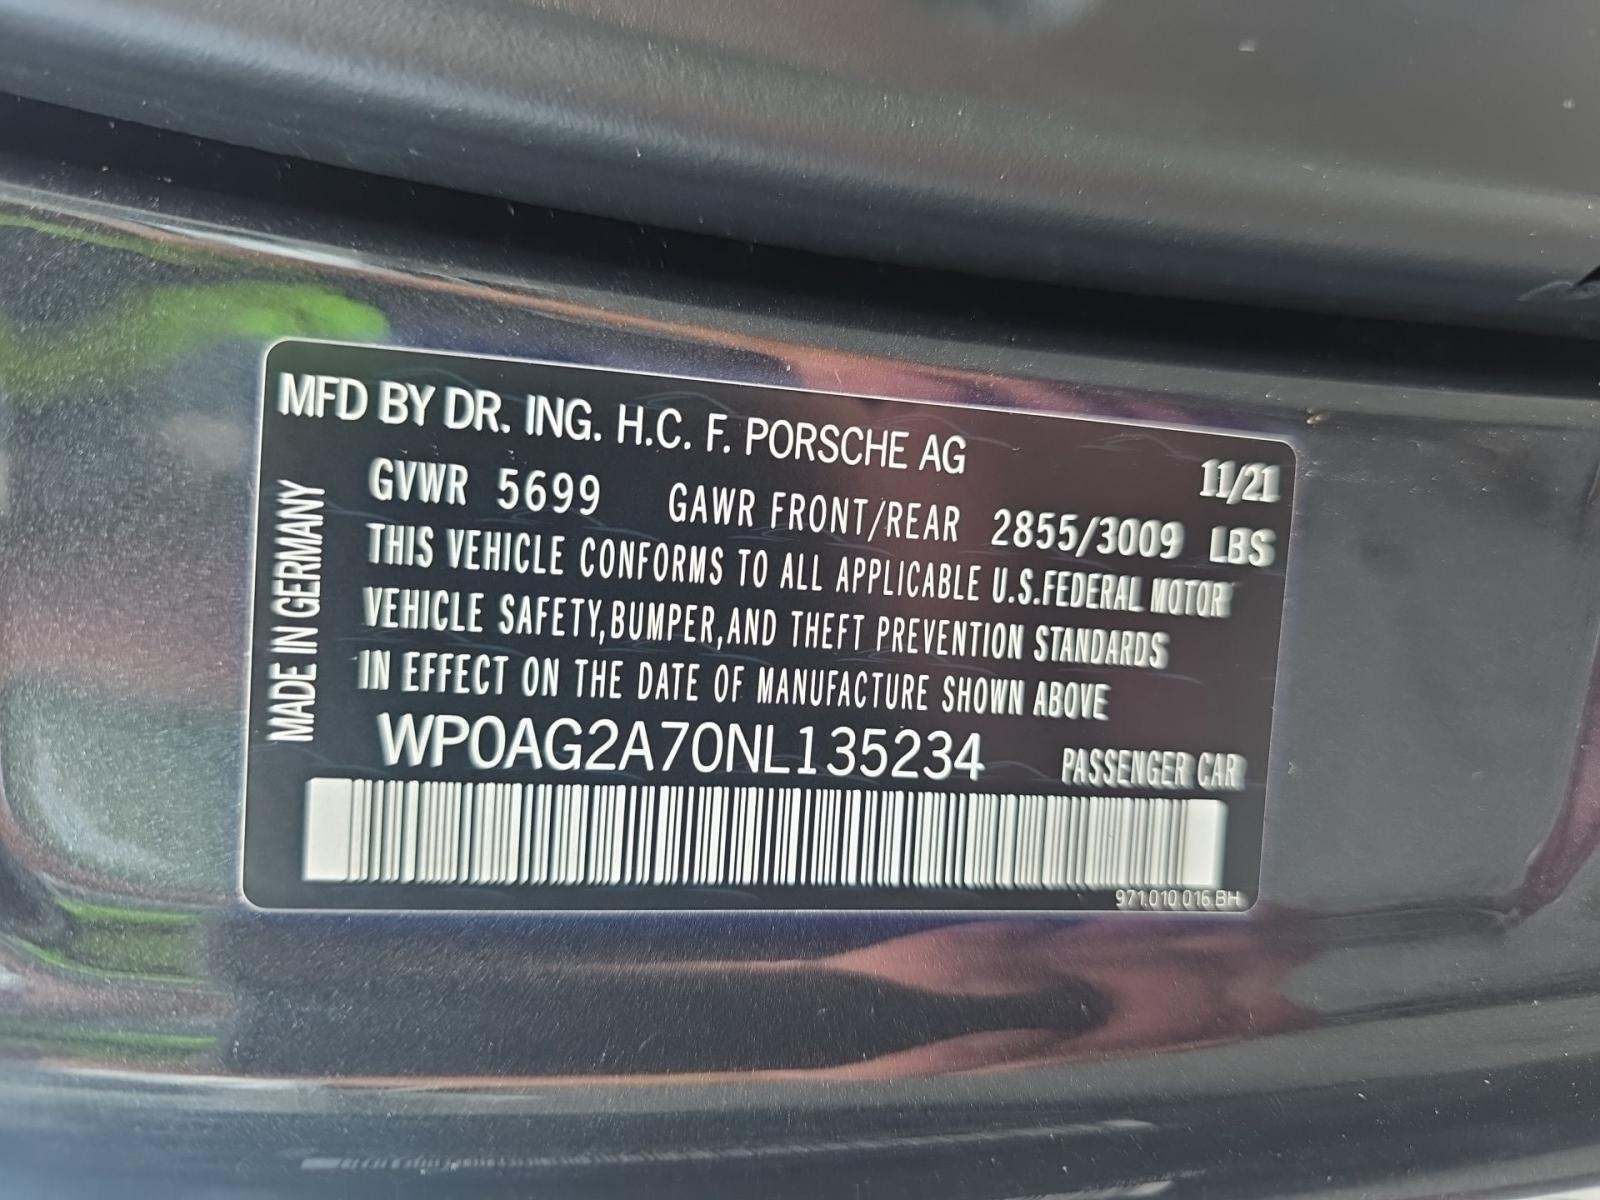 MFD BY DR. ING. H.C. F. PORSCHE AG 11/21
GVWR 5699 GAWR FRONT/REAR 2855/3009 LBS
THIS VEHICLE CONFORMS TO ALL APPLICABLE U.S.FEDERAL MOTOR
VEHICLE SAFETY,BUMPER,AND THEFT PREVENTION STANDARDS
IN EFFECT ON THE DATE OF MANUFACTURE SHOWN ABOVE
WP0AG2A70NL135234 PASSENGER CAR
971.010.016.BH
MADE IN GERMANY